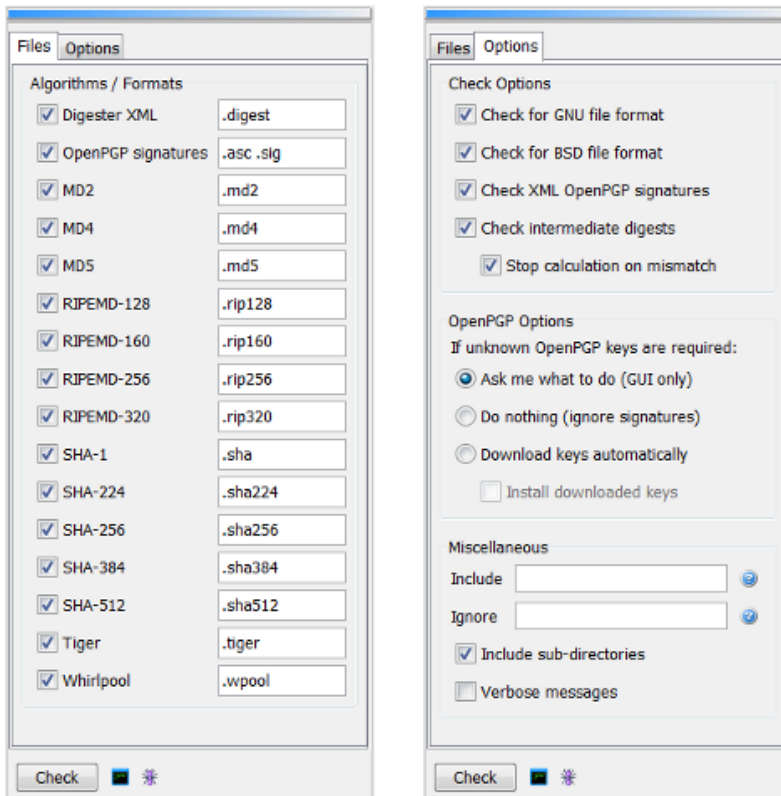 Files Options
Algorithms / Formats
Digester XML .digest
OpenPGP signatures .asc .sig
MD2 .md2
MD4 .md4
MD5 .md5
RIPEMD-128 .rip128
RIPEMD-160 .rip160
RIPEMD-256 .rip256
RIPEMD-320 .rip320
SHA-1 .sha
SHA-224 .sha224
SHA-256 .sha256
SHA-384 .sha384
SHA-512 .sha512
Tiger .tiger
Whirlpool .wpool
Check
Files Options
Check Options
Check for GNU file format
Check for BSD file format
Check XML OpenPGP signatures
Check intermediate digests
Stop calculation on mismatch
OpenPGP Options
If unknown OpenPGP keys are required:
Ask me what to do (GUI only)
Do nothing (ignore signatures)
Download keys automatically
Install downloaded keys
Miscellaneous
Include
Ignore
Include sub-directories
Verbose messages
Check